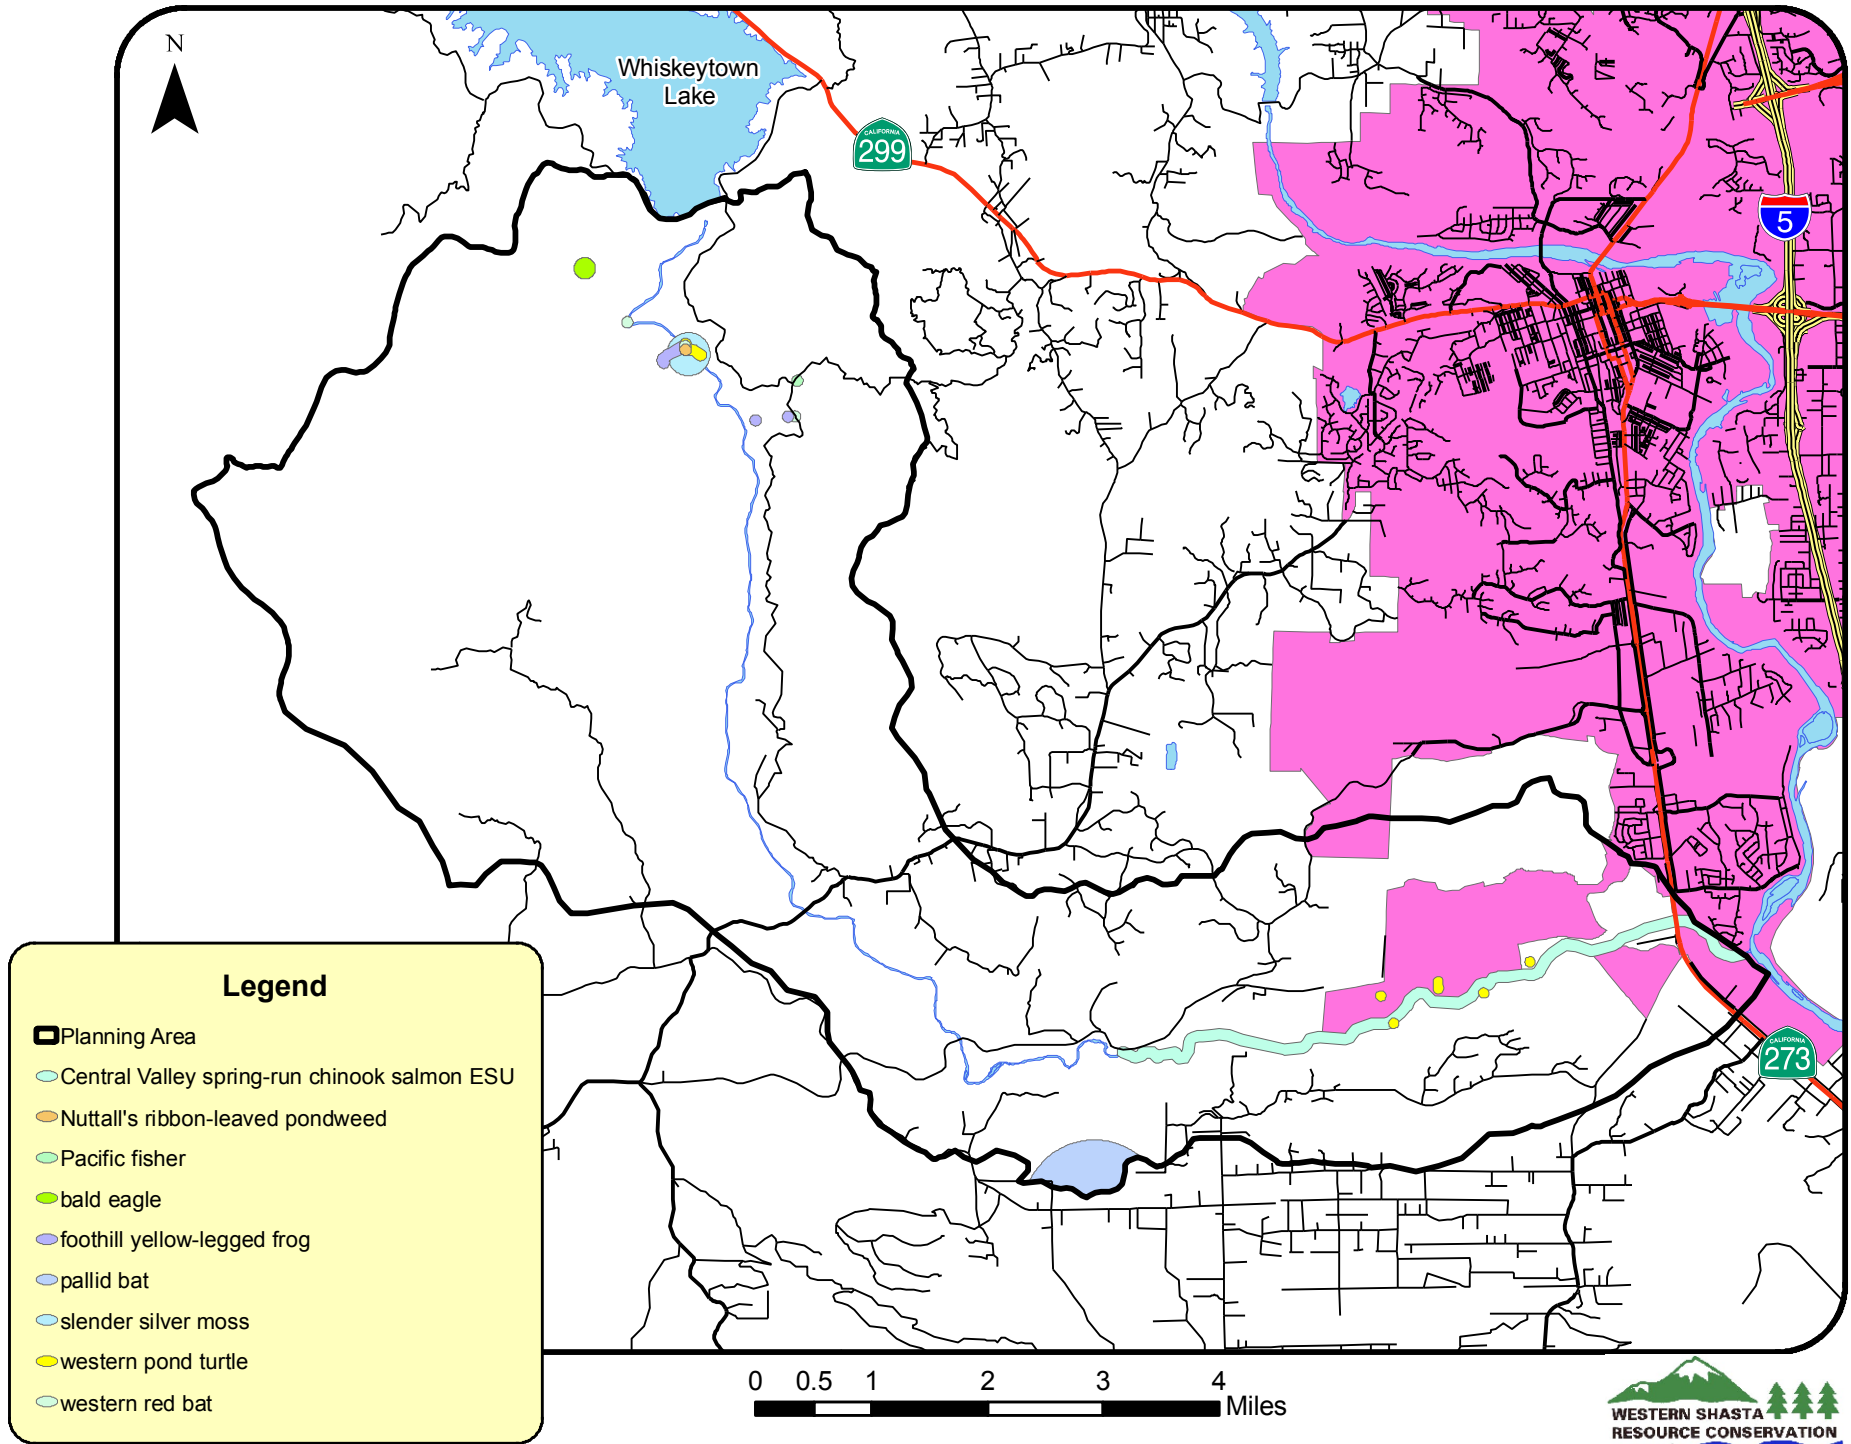 N
Whiskeytown
Lake
CALIFORNIA
299
5
CALIFORNIA
273
Legend
Planning Area
Central Valley spring-run chinook salmon ESU
Nuttall's ribbon-leaved pondweed
Pacific fisher
bald eagle
foothill yellow-legged frog
pallid bat
slender silver moss
western pond turtle
western red bat
0 0.5 1 2 3 4
Miles
WESTERN SHASTA
RESOURCE CONSERVATION